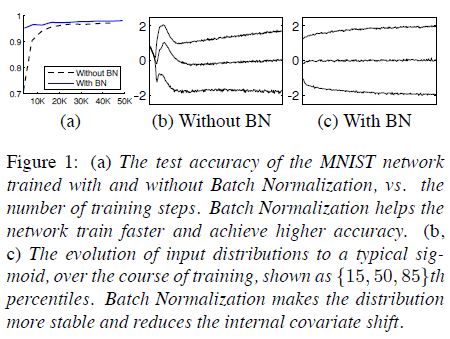 1
0.9
0.8
0.7
10K 20K 30K 40K 50K
Without BN
With BN
2
0
−2
2
0
−2
(a) (b) Without BN (c) With BN
Figure 1: (a) The test accuracy of the MNIST network
trained with and without Batch Normalization, vs. the
number of training steps. Batch Normalization helps the
network train faster and achieve higher accuracy. (b,
c) The evolution of input distributions to a typical sig-
moid, over the course of training, shown as {15, 50, 85}th
percentiles. Batch Normalization makes the distribution
more stable and reduces the internal covariate shift.